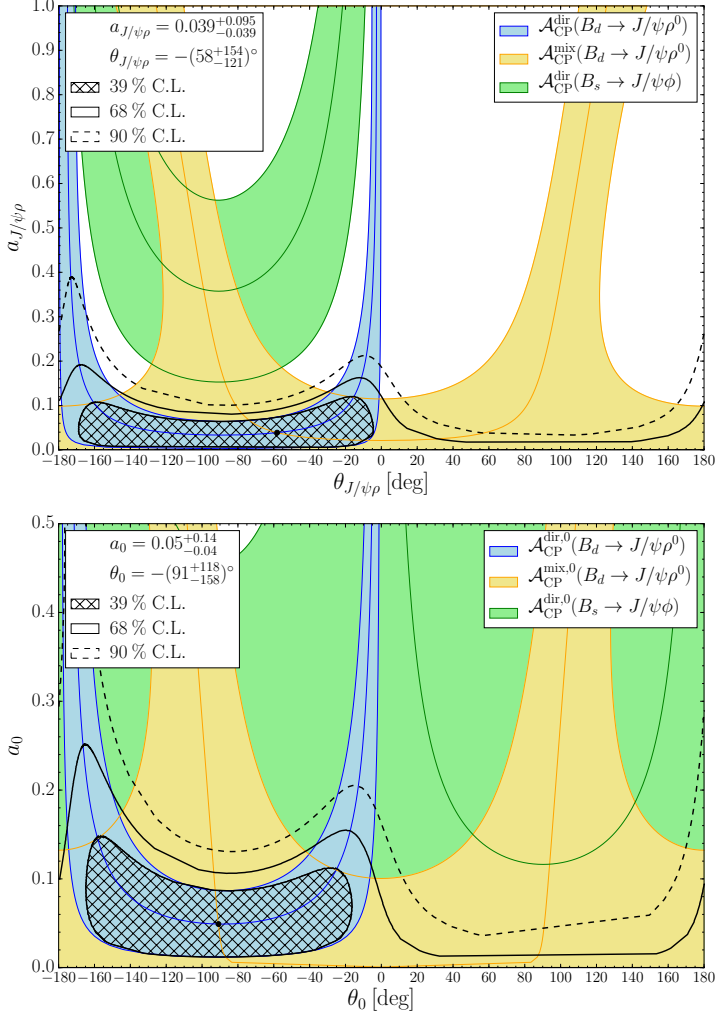 a_{J/ψρ} = 0.039^{+0.095}_{−0.039}
θ_{J/ψρ} = −(58^{+154}_{−121})°
39 % C.L.
68 % C.L.
90 % C.L.
A^{dir}_{CP}(B_d → J/ψρ^0)
A^{mix}_{CP}(B_d → J/ψρ^0)
A^{dir}_{CP}(B_s → J/ψϕ)
a_{J/ψρ}
1.0
0.9
0.8
0.7
0.6
0.5
0.4
0.3
0.2
0.1
0.0
−180 −160 −140 −120 −100 −80 −60 −40 −20 0 20 40 60 80 100 120 140 160 180
θ_{J/ψρ} [deg]
a_0 = 0.05^{+0.14}_{−0.04}
θ_0 = −(91^{+118}_{−158})°
39 % C.L.
68 % C.L.
90 % C.L.
A^{dir,0}_{CP}(B_d → J/ψρ^0)
A^{mix,0}_{CP}(B_d → J/ψρ^0)
A^{dir,0}_{CP}(B_s → J/ψϕ)
a_0
0.5
0.4
0.3
0.2
0.1
0.0
−180 −160 −140 −120 −100 −80 −60 −40 −20 0 20 40 60 80 100 120 140 160 180
θ_0 [deg]